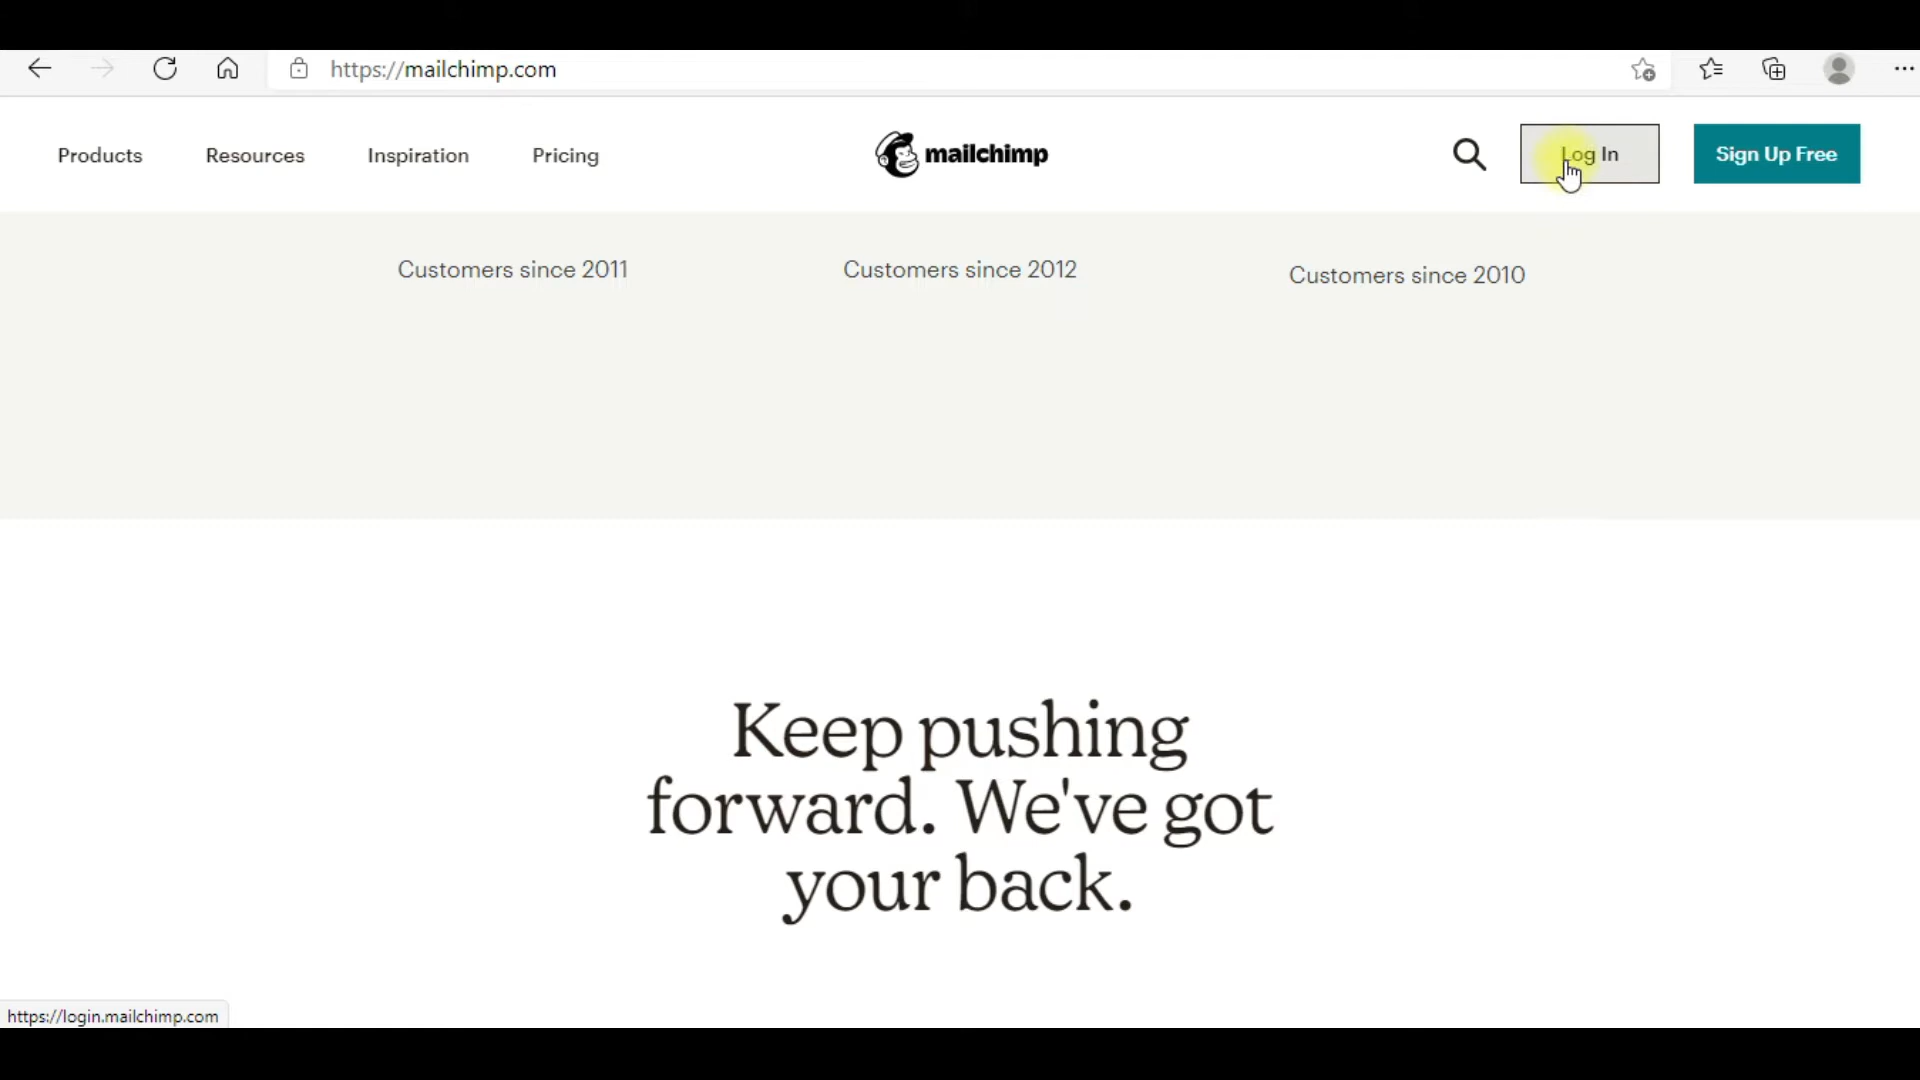 https://mailchimp.com
Products Resources Inspiration Pricing mailchimp Log In Sign Up Free
Customers since 2011 Customers since 2012 Customers since 2010
Keep pushing
forward. We've got
your back.
https://login.mailchimp.com